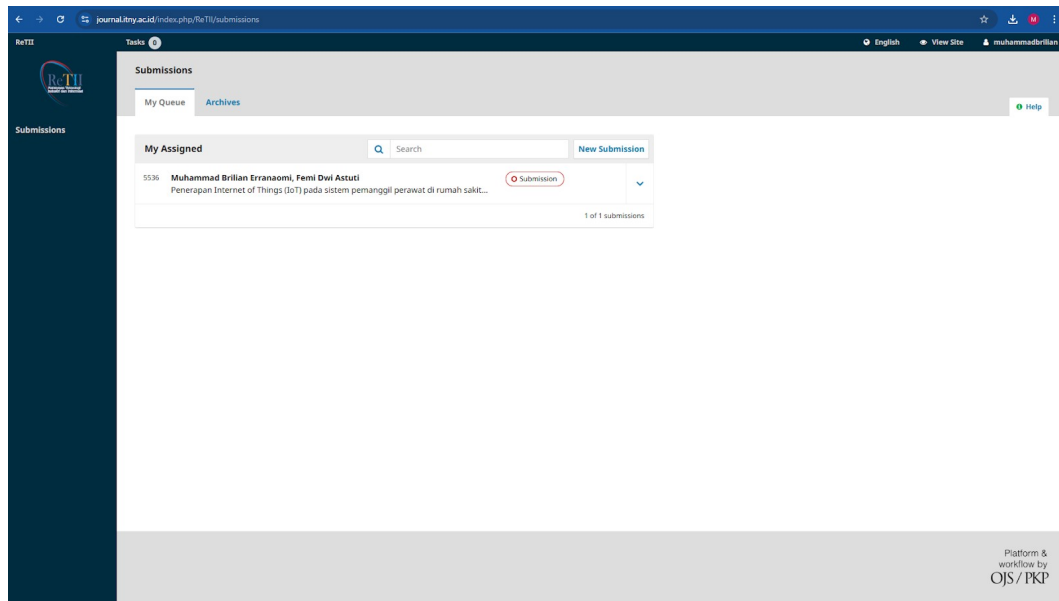 journal.itny.ac.id/index.php/ReTII/submissions
M
ReTII
Tasks 0
English
View Site
muhammadbrilian
ReTII
Submissions
Submissions
My Queue
Archives
Help
My Assigned
Search
New Submission
5536
Muhammad Brilian Erranaomi, Femi Dwi Astuti
Submission
Penerapan Internet of Things (IoT) pada sistem pemanggil perawat di rumah sakit...
1 of 1 submissions
Platform &
workflow by
OJS / PKP